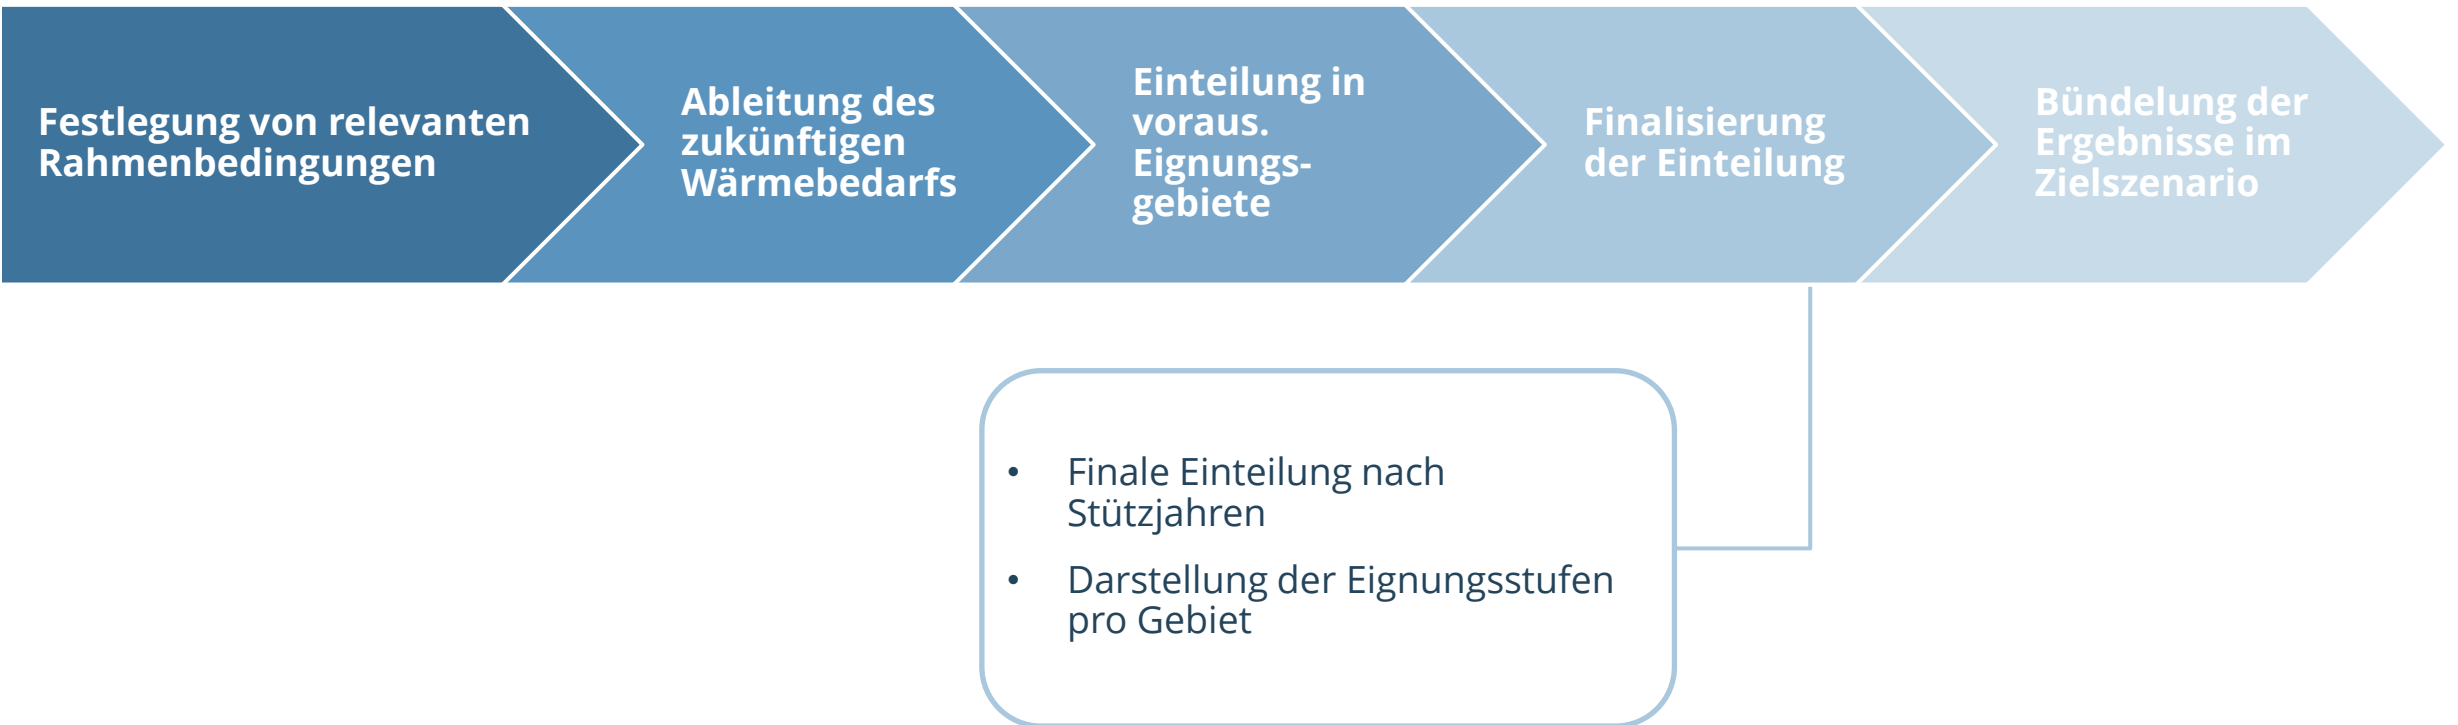 Festlegung von relevanten
Rahmenbedingungen
Ableitung des
zukünftigen
Wärmebedarfs
Einteilung in
voraus.
Eignungs-
gebiete
Finalisierung
der Einteilung
Bündelung der
Ergebnisse im
Zielszenario
• Finale Einteilung nach
Stützjahren
• Darstellung der Eignungsstufen
pro Gebiet